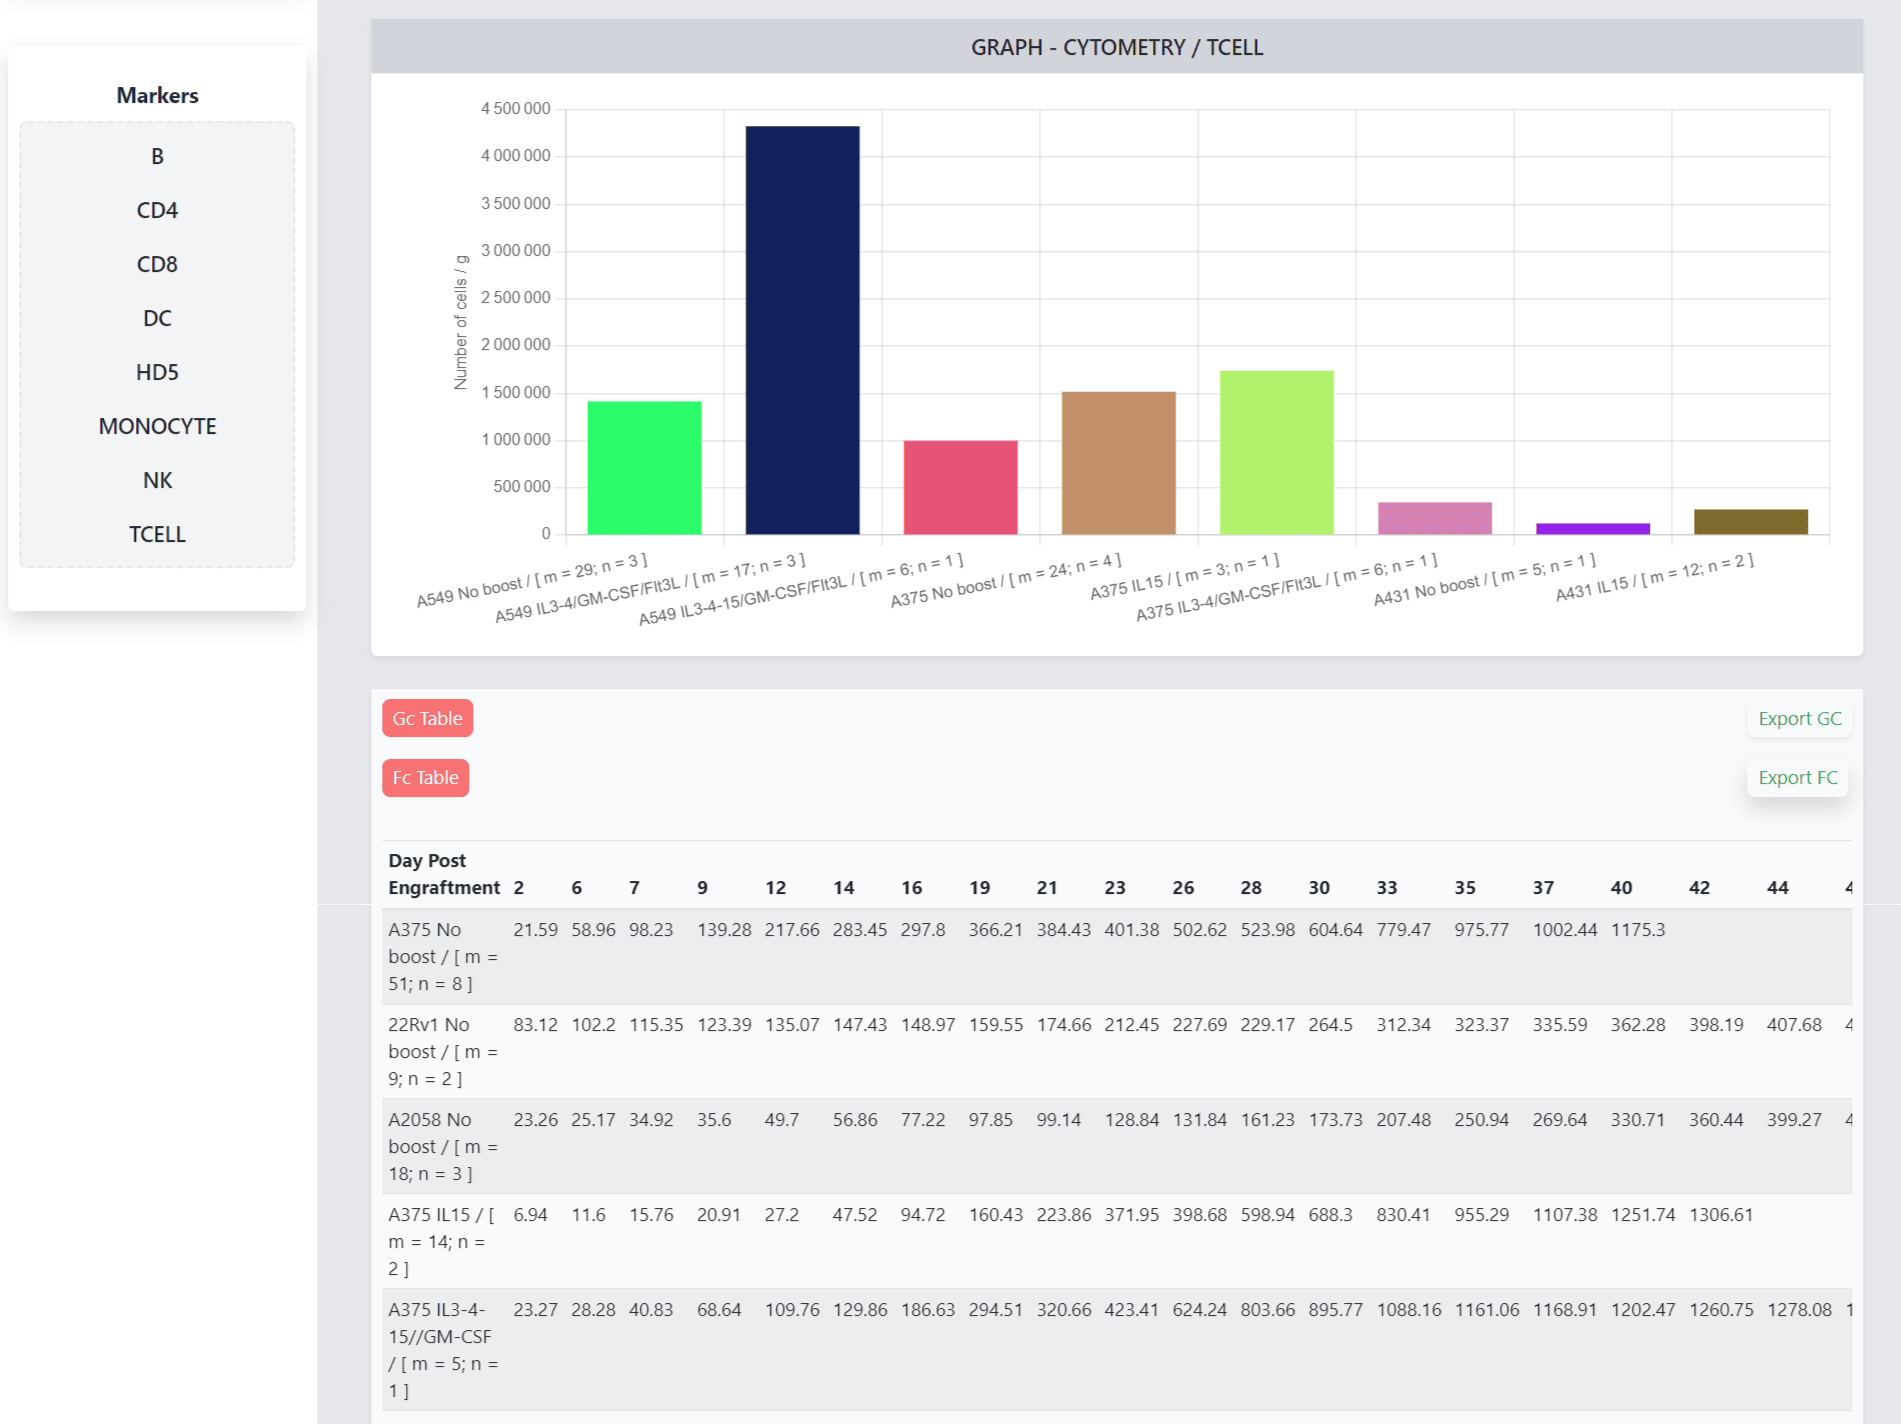 Markers
B
CD4
CD8
DC
HD5
MONOCYTE
NK
TCELL
GRAPH - CYTOMETRY / TCELL
Number of cells / g
4 500 000
4 000 000
3 500 000
3 000 000
2 500 000
2 000 000
1 500 000
1 000 000
500 000
0
A549 No boost / [ m = 29; n = 3 ]
A549 IL3-4/GM-CSF/Flt3L / [ m = 17; n = 3 ]
A549 IL3-4-15/GM-CSF/Flt3L / [ m = 6; n = 1 ]
A375 No boost / [ m = 24; n = 4 ]
A375 IL15 / [ m = 3; n = 1 ]
A375 IL3-4/GM-CSF/Flt3L / [ m = 6; n = 1 ]
A431 No boost / [ m = 5; n = 1 ]
A431 IL15 / [ m = 12; n = 2 ]
Gc Table
Export GC
Fc Table
Export FC
Day Post
Engraftment 2 6 7 9 12 14 16 19 21 23 26 28 30 33 35 37 40 42 44 4
A375 No 21.59 58.96 98.23 139.28 217.66 283.45 297.8 366.21 384.43 401.38 502.62 523.98 604.64 779.47 975.77 1002.44 1175.3
boost / [ m =
51; n = 8 ]
22Rv1 No 83.12 102.2 115.35 123.39 135.07 147.43 148.97 159.55 174.66 212.45 227.69 229.17 264.5 312.34 323.37 335.59 362.28 398.19 407.68 4
boost / [ m =
9; n = 2 ]
A2058 No 23.26 25.17 34.92 35.6 49.7 56.86 77.22 97.85 99.14 128.84 131.84 161.23 173.73 207.48 250.94 269.64 330.71 360.44 399.27 4
boost / [ m =
18; n = 3 ]
A375 IL15 / [ 6.94 11.6 15.76 20.91 27.2 47.52 94.72 160.43 223.86 371.95 398.68 598.94 688.3 830.41 955.29 1107.38 1251.74 1306.61
m = 14; n =
2 ]
A375 IL3-4- 23.27 28.28 40.83 68.64 109.76 129.86 186.63 294.51 320.66 423.41 624.24 803.66 895.77 1088.16 1161.06 1168.91 1202.47 1260.75 1278.08 1
15//GM-CSF
/ [ m = 5; n =
1 ]